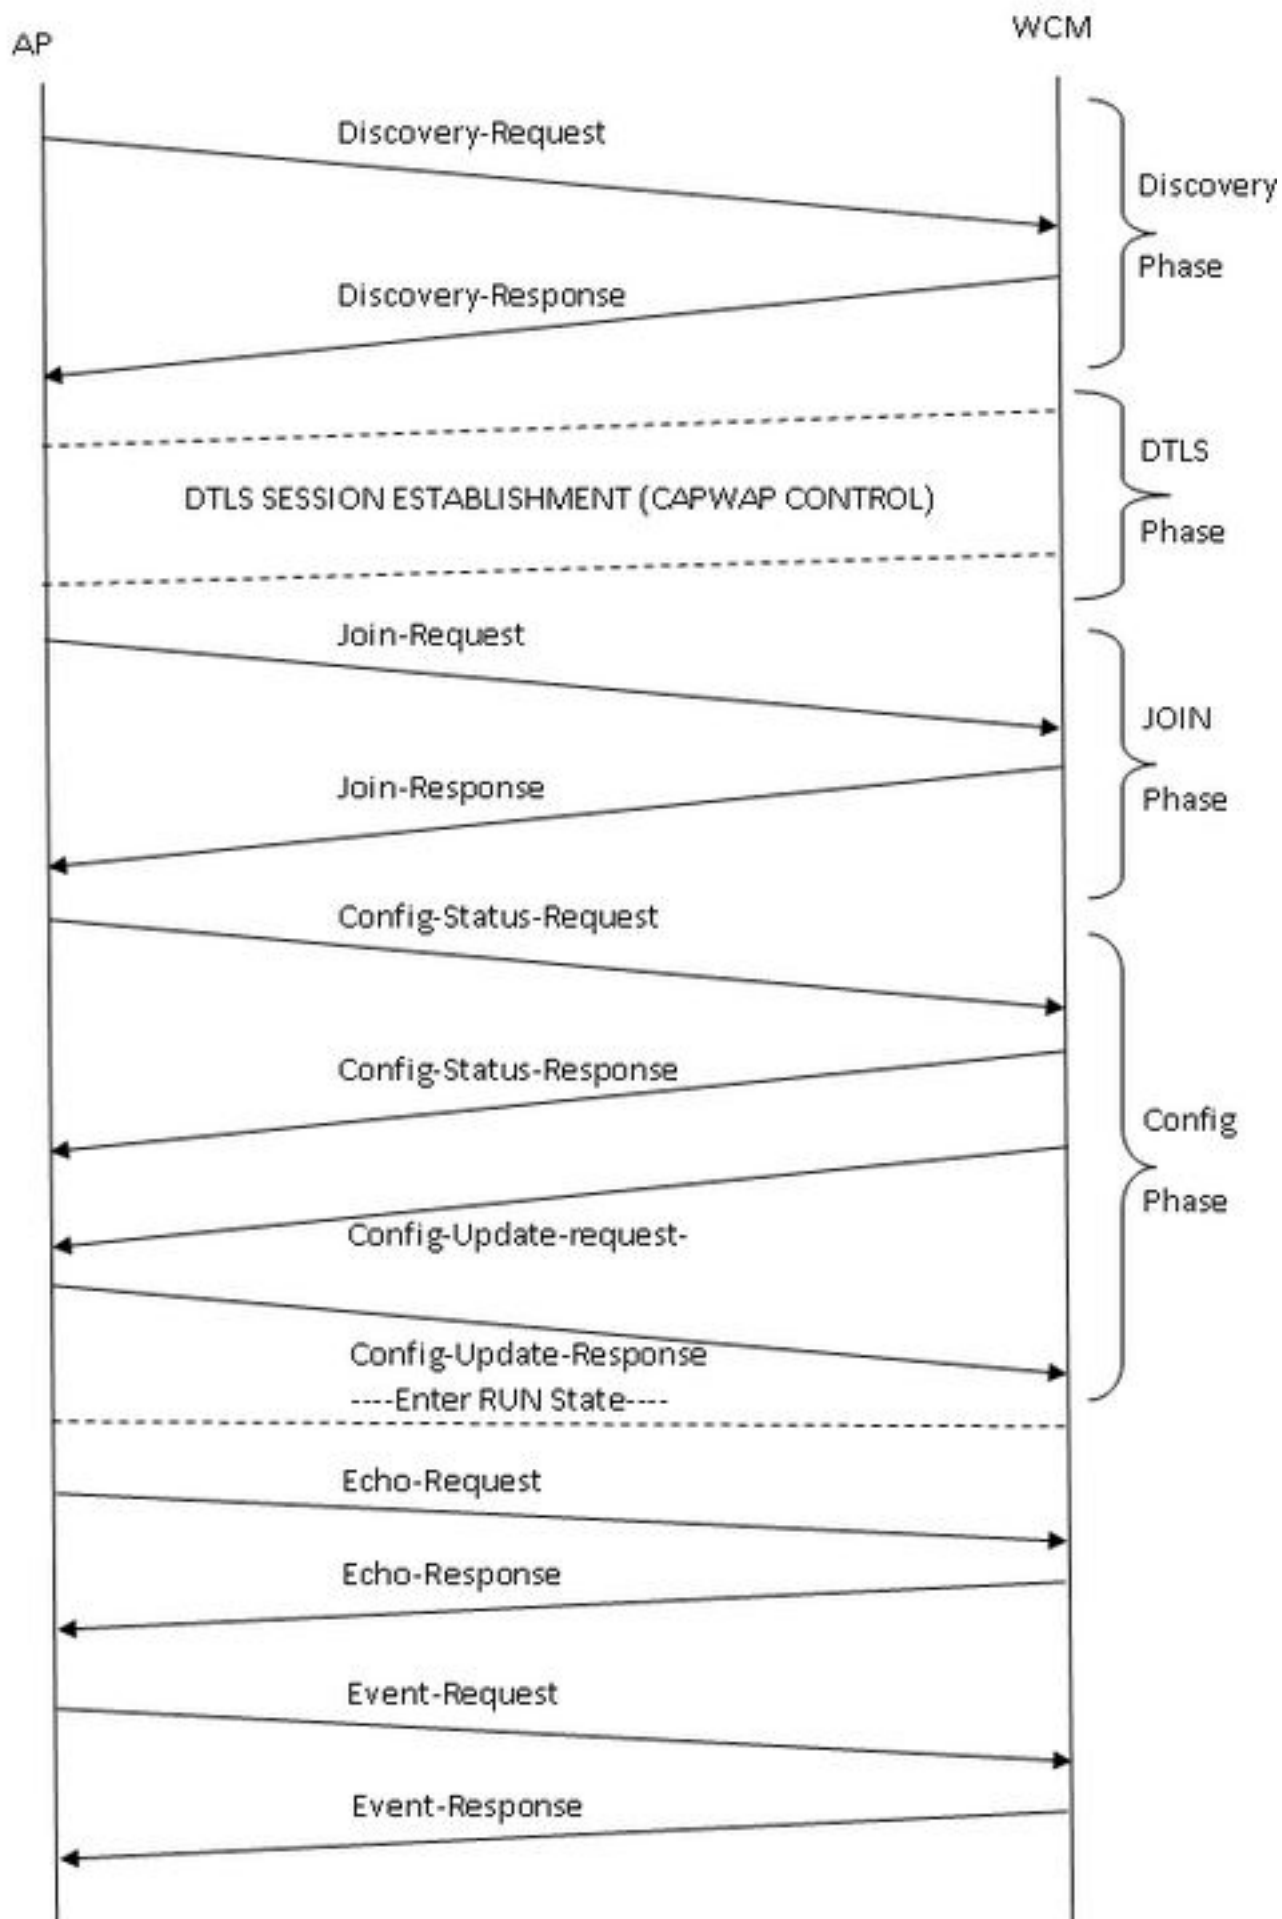 AP
WCM
Discovery-Request
Discovery
Phase
Discovery-Response
DTLS
DTLS SESSION ESTABLISHMENT (CAPWAP CONTROL)
Phase
Join-Request
JOIN
Join-Response
Phase
Config-Status-Request
Config-Status-Response
Config
Phase
Config-Update-request-
Config-Update-Response
----Enter RUN State----
Echo-Request
Echo-Response
Event-Request
Event-Response